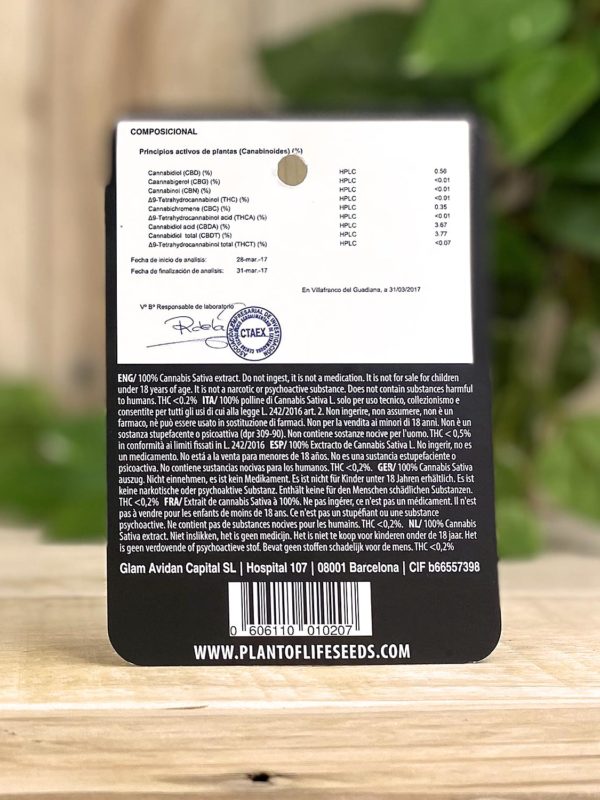 COMPOSICIONAL
Principios activos de plantas (Canabinoides) (%)
Cannabidiol (CBD) (%) HPLC 0.56
Caannabigerol (CBG) (%) HPLC <0.01
Cannabinol (CBN) (%) HPLC <0.01
Δ9-Tetrahydrocannabinol (THC) (%) HPLC <0.01
Cannabichromene (CBC) (%) HPLC 0.35
Δ9-Tetrahydrocannabinol acid (THCA) (%) HPLC <0.01
Cannabidiol acid (CBDA) (%) HPLC 3.67
Cannabidiol total (CBDT) (%) HPLC 3.77
Δ9-Tetrahydrocannabinol total (THCT) (%) HPLC <0.07
Fecha de inicio de analisis: 28-mar.-17
Fecha de finalización de analisis: 31-mar.-17
En Villafranco del Guadiana, a 31/03/2017
Vº Bº Responsable de laboratorio
CTAEX
ENG/ 100% Cannabis Sativa extract. Do not ingest, it is not a medication. It is not for sale for children
under 18 years of age. It is not a narcotic or psychoactive substance. Does not contain substances harmful
to humans. THC <0.2% ITA/ 100% polline di Cannabis Sativa L. solo per uso tecnico, collezionismo e
consentite per tutti gli usi di cui alla legge L. 242/2016 art. 2. Non ingerire, non assumere, non è un
farmaco, nè può essere usato in sostituzione di farmaci. Non per la vendita ai minori di 18 anni. Non è un
sostanza stupefacente o psicoattiva (dpr 309-90). Non contiene sostanze nocive per l'uomo. THC < 0,5%
in conformità ai limiti fissati in L. 242/2016 ESP/ 100% Exctracto de Cannabis Sativa L. No ingerir, no es
un medicamento. No está a la venta para menores de 18 años. No es una sustancia estupefaciente o
psicoactiva. No contiene sustancias nocivas para los humanos. THC <0,2%. GER/ 100% Cannabis Sativa
auszug. Nicht einnehmen, es ist kein Medikament. Es ist nicht für Kinder unter 18 Jahren erhältlich. Es ist
keine narkotische oder psychoaktive Substanz. Enthält keine für den Menschen schädlichen Substanzen.
THC <0,2% FRA/ Extrait de cannabis Sativa à 100%. Ne pas ingérer, ce n'est pas un médicament. Il n'est
pas à vendre pour les enfants de moins de 18 ans. Ce n'est pas un stupéfiant ou une substance
psychoactive. Ne contient pas de substances nocives pour les humains. THC <0,2%. NL/ 100% Cannabis
Sativa extract. Niet inslikken, het is geen medicijn. Het is niet te koop voor kinderen onder de 18 jaar. Het
is geen verdovende of psychoactieve stof. Bevat geen stoffen schadelijk voor de mens. THC <0,2%
Glam Avidan Capital SL | Hospital 107 | 08001 Barcelona | CIF b66557398
0 606110 010207
WWW.PLANTOFLIFESEEDS.COM